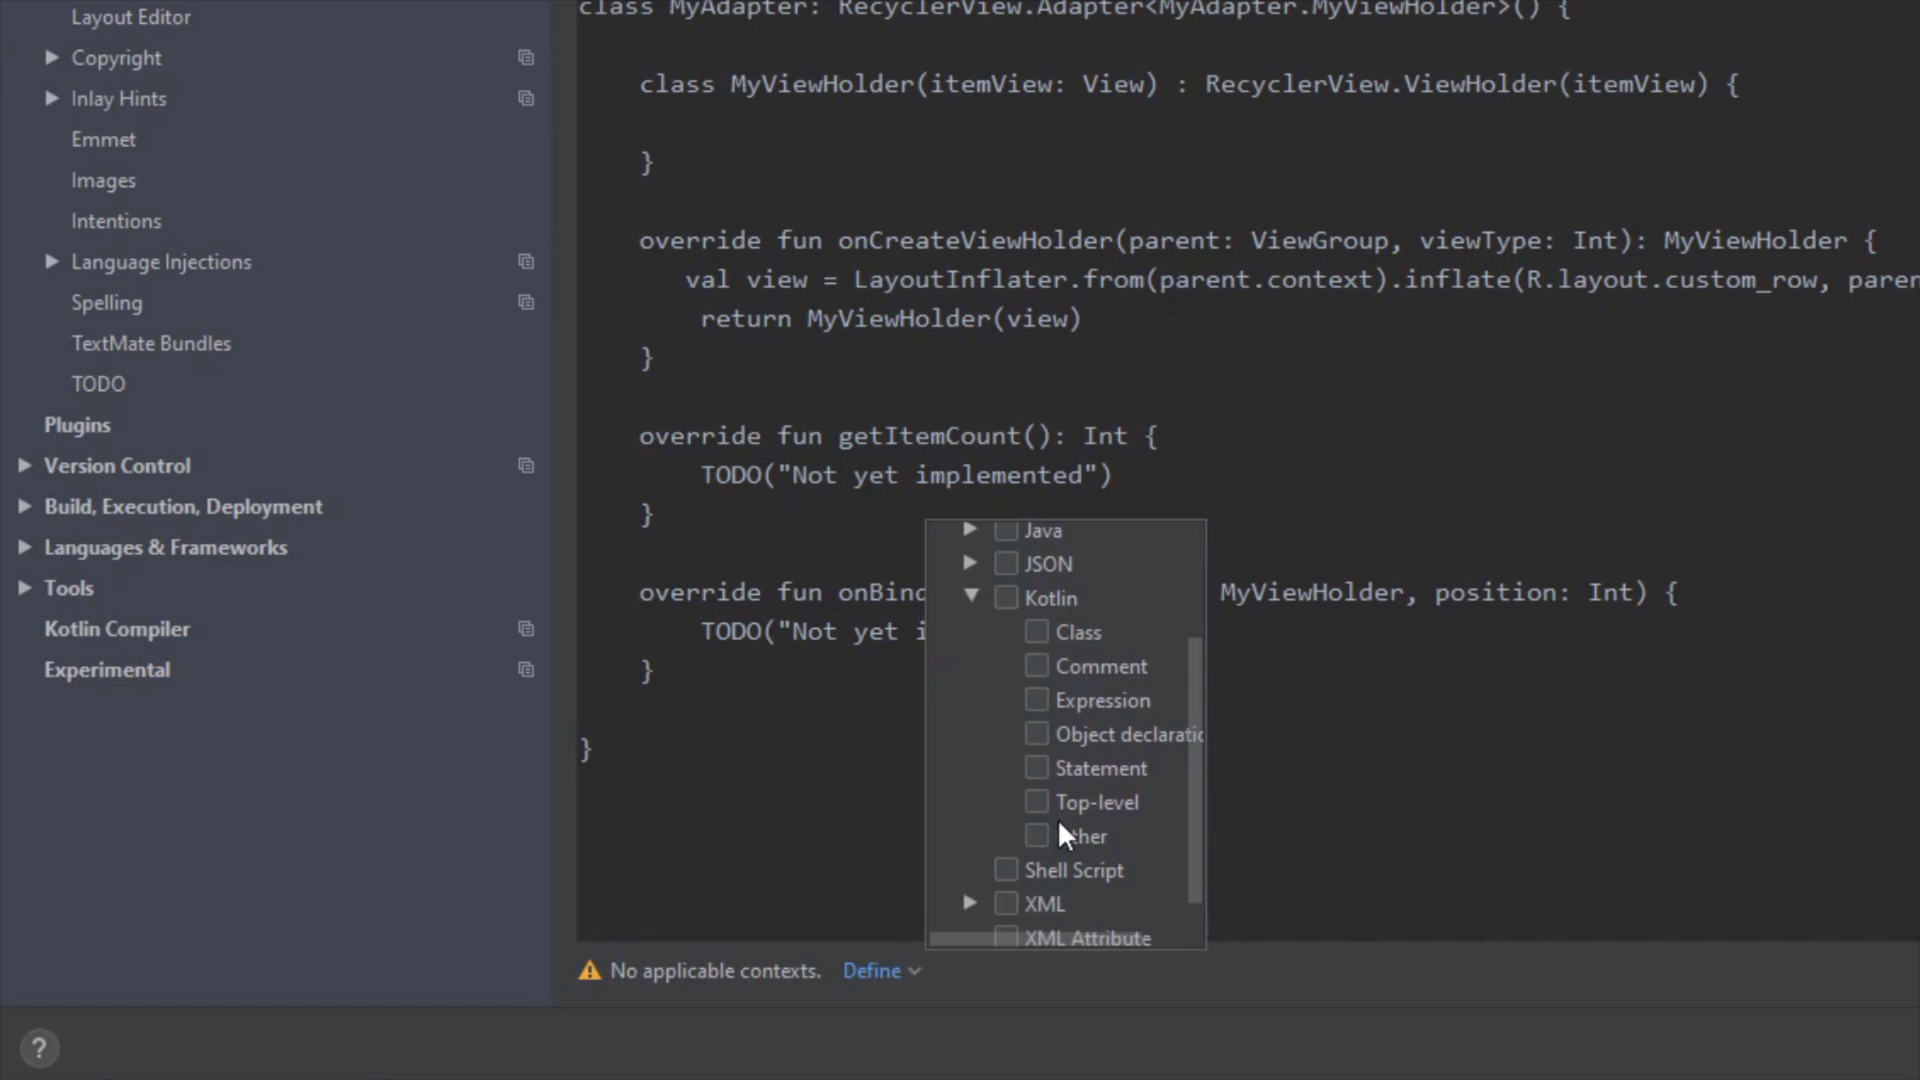 Layout Editor
Copyright
Inlay Hints
Emmet
Images
Intentions
Language Injections
Spelling
TextMate Bundles
TODO
Plugins
Version Control
Build, Execution, Deployment
Languages & Frameworks
Tools
Kotlin Compiler
Experimental
?
class MyAdapter: RecyclerView.Adapter<MyAdapter.MyViewHolder>() {
class MyViewHolder(itemView: View) : RecyclerView.ViewHolder(itemView) {
}
override fun onCreateViewHolder(parent: ViewGroup, viewType: Int): MyViewHolder {
val view = LayoutInflater.from(parent.context).inflate(R.layout.custom_row, paren
return MyViewHolder(view)
}
override fun getItemCount(): Int {
TODO("Not yet implemented")
}
override fun onBind MyViewHolder, position: Int) {
TODO("Not yet i
}
}
Java
JSON
Kotlin
Class
Comment
Expression
Object declaratio
Statement
Top-level
ther
Shell Script
XML
XML Attribute
No applicable contexts. Define